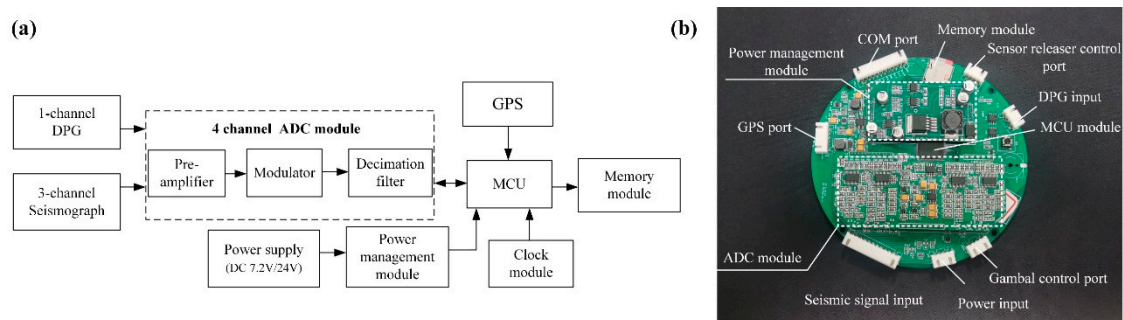 (a)
1-channel
DPG
3-channel
Seismograph
4 channel ADC module
Pre-
amplifier
Modulator
Decimation
filter
GPS
MCU
Memory
module
Power supply
(DC 7.2V/24V)
Power
management
module
Clock
module
(b)
COM port
Memory module
Sensor releaser control
port
Power management
module
DPG input
GPS port
MCU module
ADC module
Gambal control port
Seismic signal input
Power input